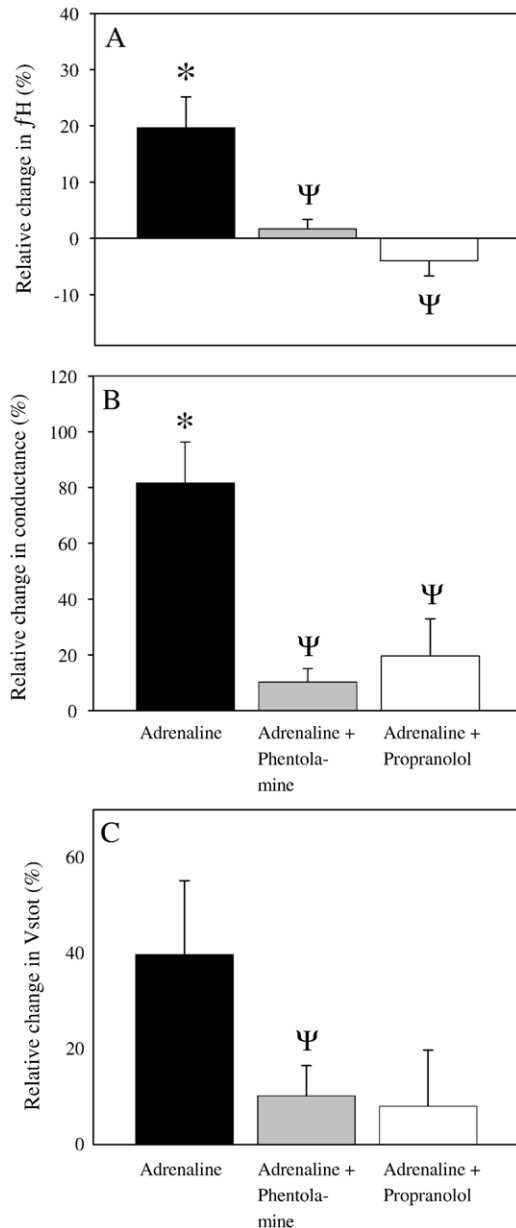 A
Relative change in fH (%)
40
30
20
10
0
-10
*
Ψ
Ψ
B
Relative change in conductance (%)
120
100
80
60
40
20
0
*
Ψ
Ψ
Adrenaline
Adrenaline +
Phentola-
mine
Adrenaline +
Propranolol
C
Relative change in Vstot (%)
60
40
20
0
Ψ
Adrenaline
Adrenaline +
Phentola-
mine
Adrenaline +
Propranolol